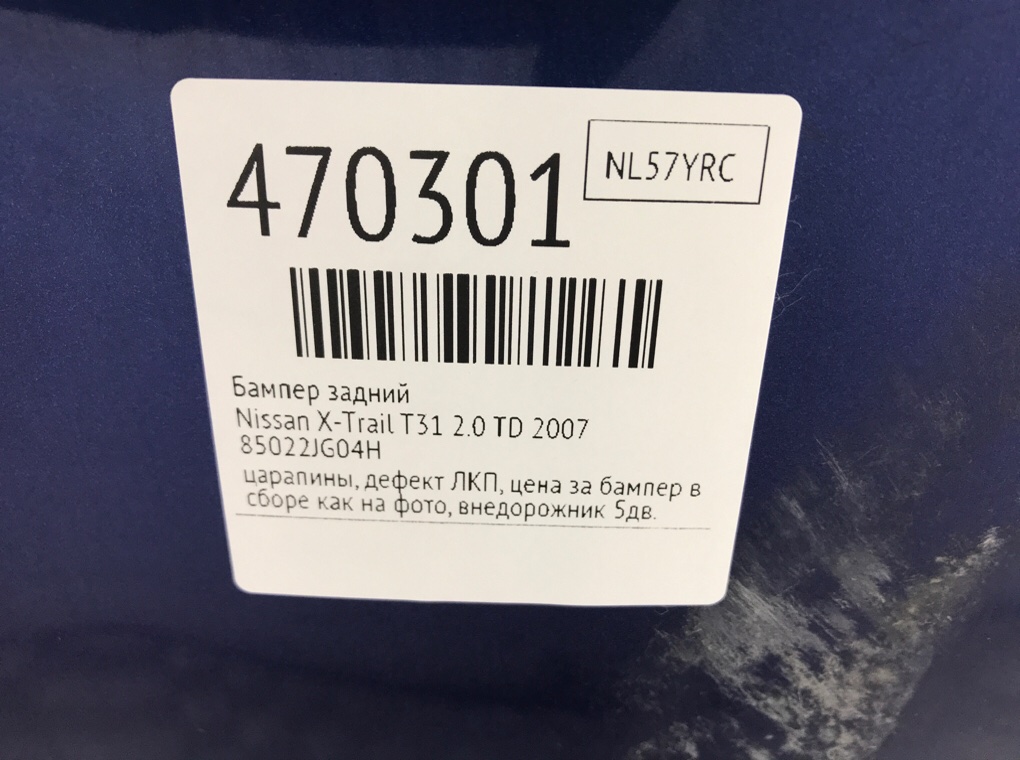 470301
NL57YRC
Бампер задний
Nissan X-Trail T31 2.0 TD 2007
85022JG04H
царапины, дефект ЛКП, цена за бампер в
сборе как на фото, внедорожник 5дв.